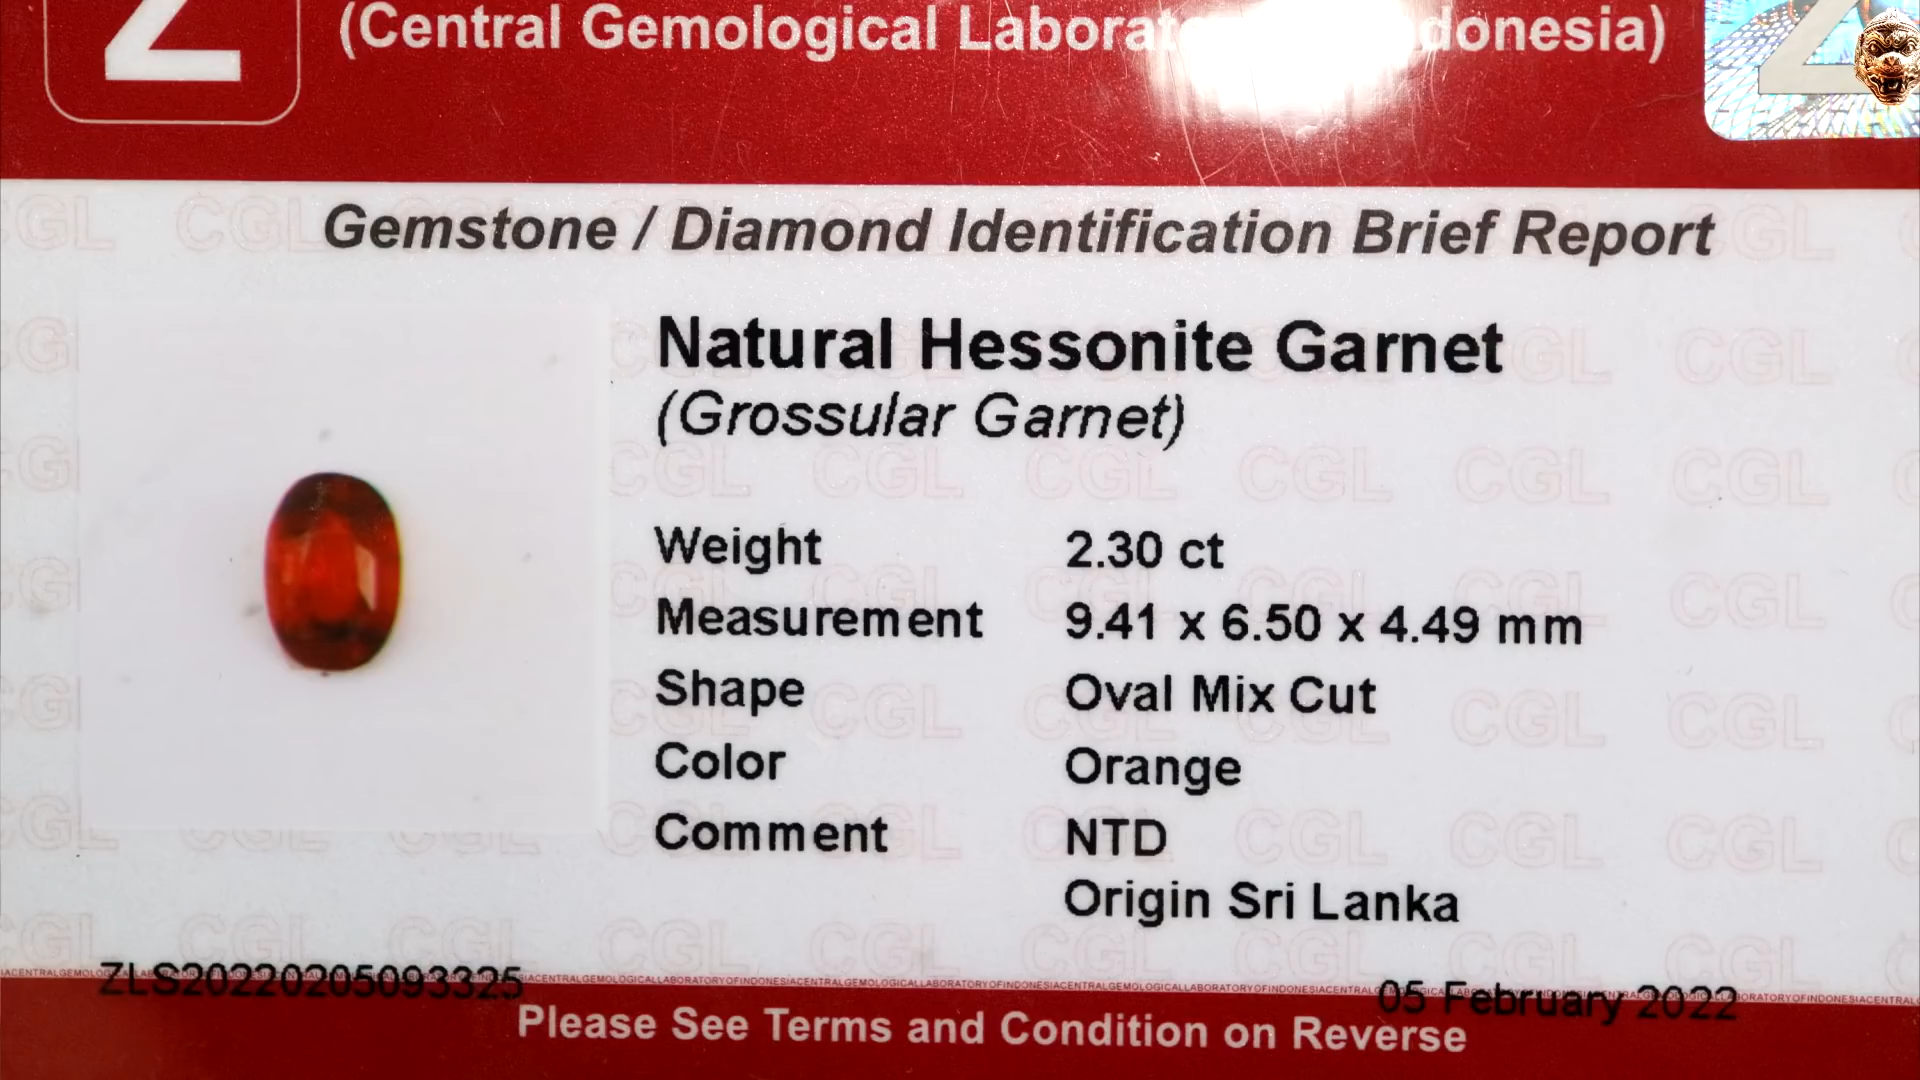 Z
(Central Gemological Laborat donesia)
Gemstone / Diamond Identification Brief Report
Natural Hessonite Garnet
(Grossular Garnet)
Weight 2.30 ct
Measurement 9.41 x 6.50 x 4.49 mm
Shape Oval Mix Cut
Color Orange
Comment NTD
Origin Sri Lanka
ZLS20220205093325
05 February 2022
Please See Terms and Condition on Reverse